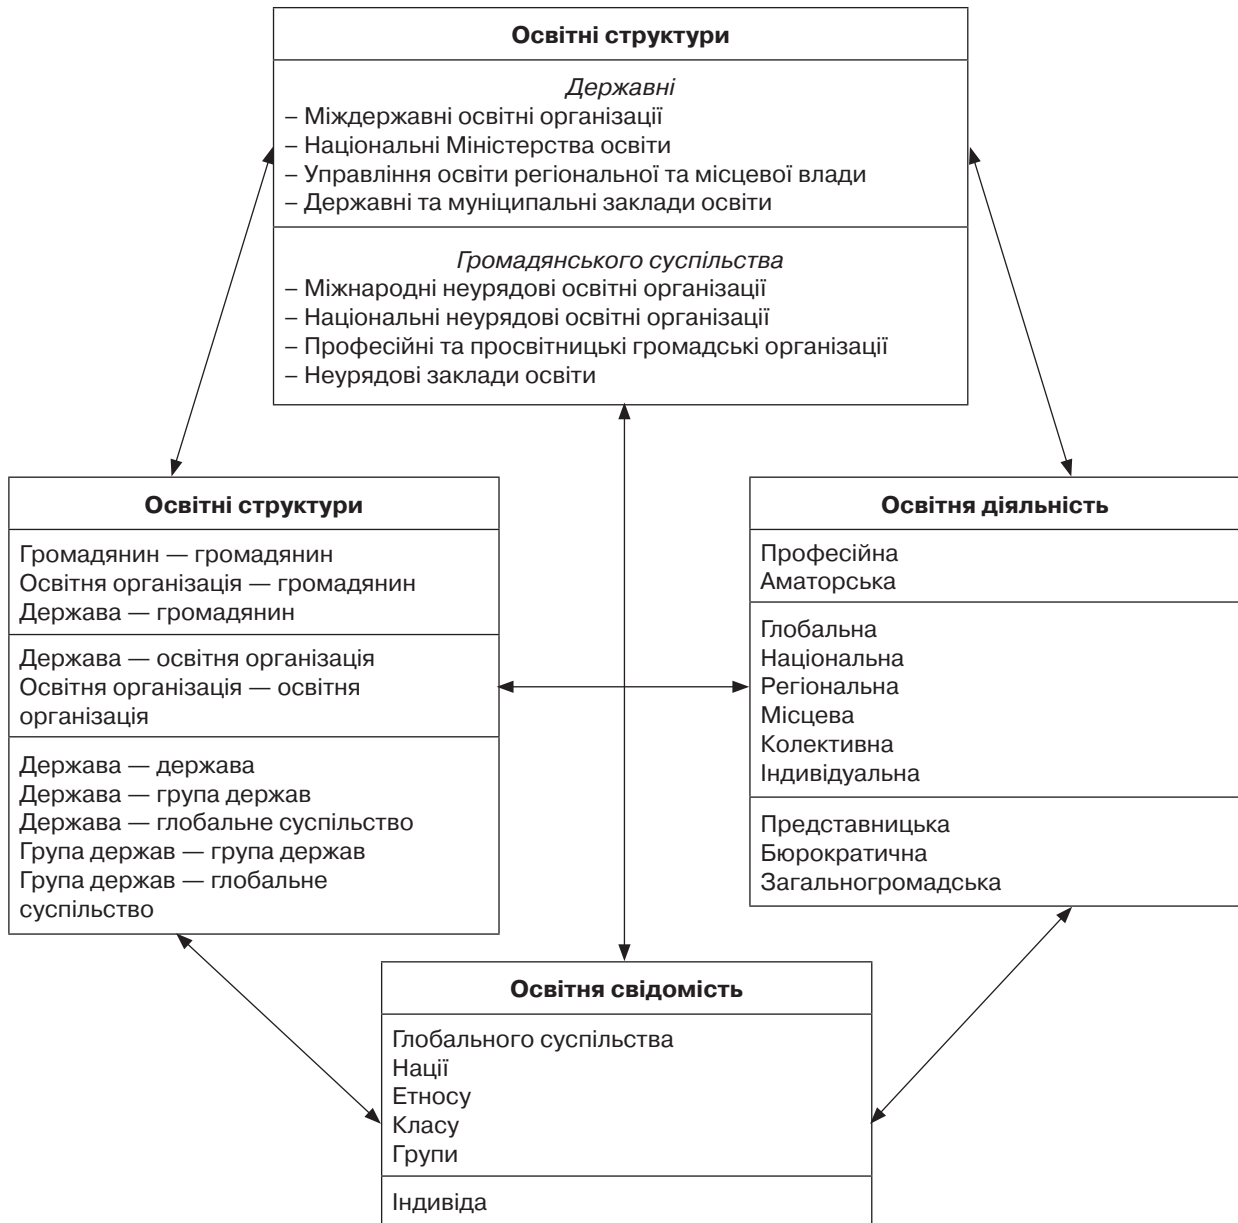 Освітні структури
Державні
– Міждержавні освітні організації
– Національні Міністерства освіти
– Управління освіти регіональної та місцевої влади
– Державні та муніципальні заклади освіти
Громадянського суспільства
– Міжнародні неурядові освітні організації
– Національні неурядові освітні організації
– Професійні та просвітницькі громадські організації
– Неурядові заклади освіти
Освітні структури
Громадянин — громадянин
Освітня організація — громадянин
Держава — громадянин
Держава — освітня організація
Освітня організація — освітня
організація
Держава — держава
Держава — група держав
Держава — глобальне суспільство
Група держав — група держав
Група держав — глобальне
суспільство
Освітня діяльність
Професійна
Аматорська
Глобальна
Національна
Регіональна
Місцева
Колективна
Індивідуальна
Представницька
Бюрократична
Загальногромадська
Освітня свідомість
Глобального суспільства
Нації
Етносу
Класу
Групи
Індивіда